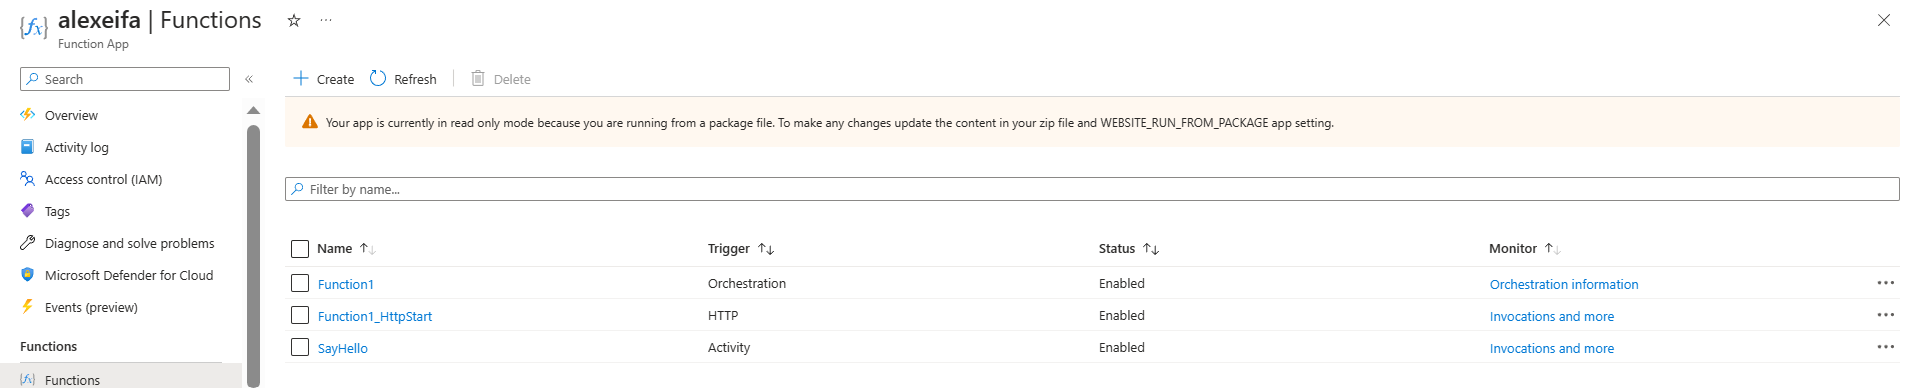 alexeifa | Functions
Function App
Search
Overview
Activity log
Access control (IAM)
Tags
Diagnose and solve problems
Microsoft Defender for Cloud
Events (preview)
Functions
Functions
Create Refresh Delete
Your app is currently in read only mode because you are running from a package file. To make any changes update the content in your zip file and WEBSITE_RUN_FROM_PACKAGE app setting.
Filter by name...
Name Trigger Status Monitor
Function1 Orchestration Enabled Orchestration information
Function1_HttpStart HTTP Enabled Invocations and more
SayHello Activity Enabled Invocations and more